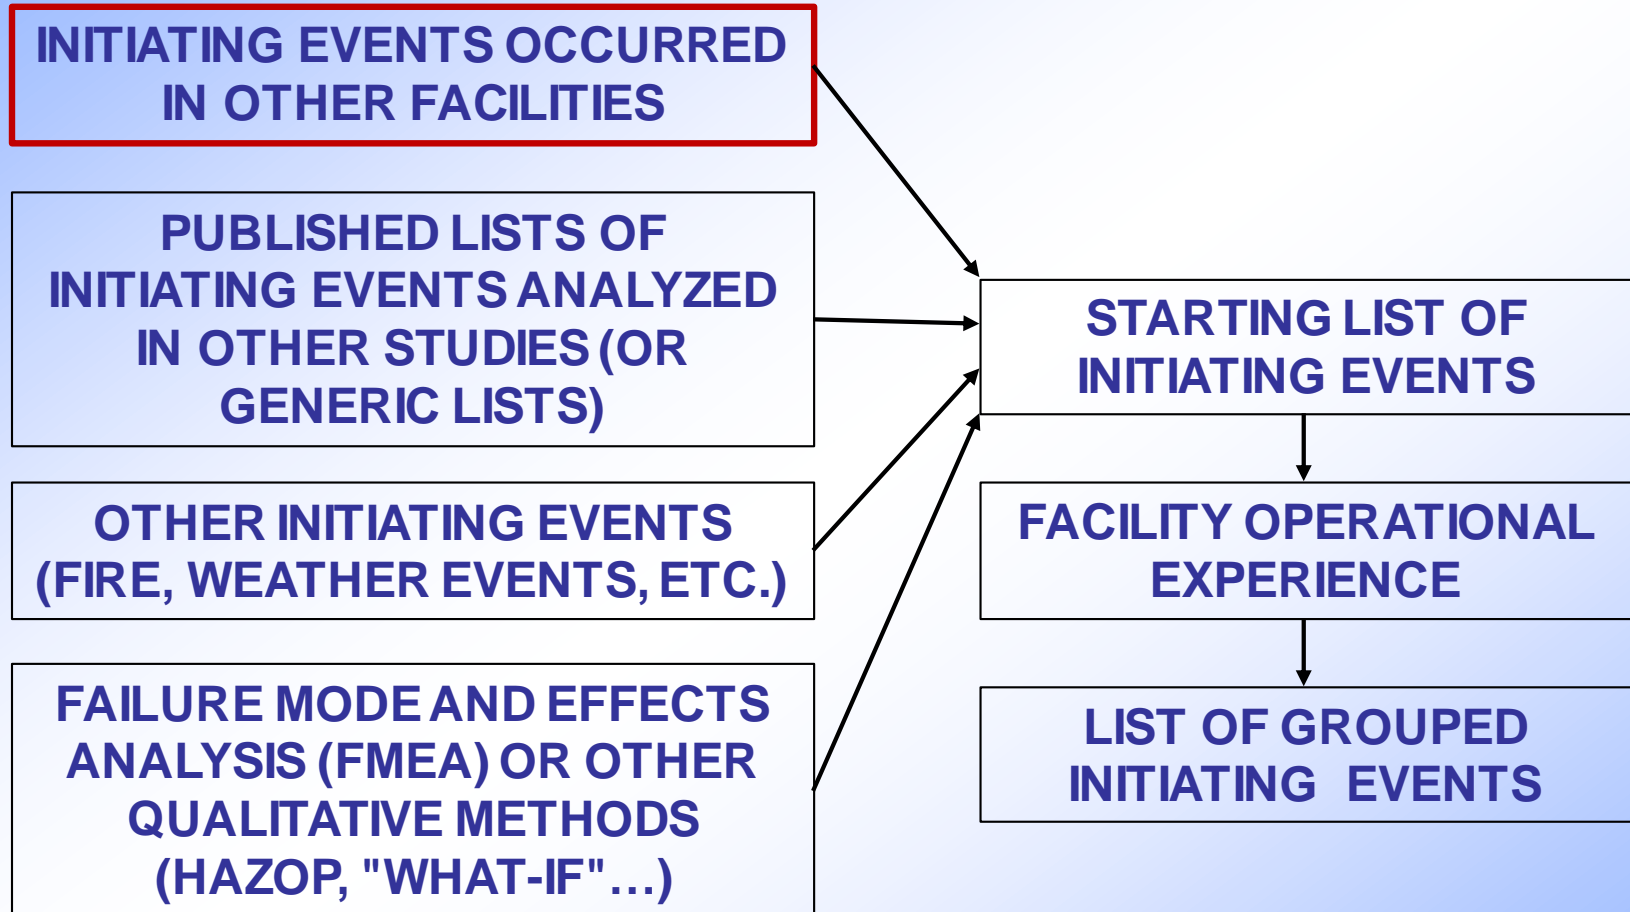 INITIATING EVENTS OCCURRED
IN OTHER FACILITIES
PUBLISHED LISTS OF
INITIATING EVENTS ANALYZED
IN OTHER STUDIES (OR
GENERIC LISTS)
OTHER INITIATING EVENTS
(FIRE, WEATHER EVENTS, ETC.)
FAILURE MODE AND EFFECTS
ANALYSIS (FMEA) OR OTHER
QUALITATIVE METHODS
(HAZOP, "WHAT-IF"…)
STARTING LIST OF
INITIATING EVENTS
FACILITY OPERATIONAL
EXPERIENCE
LIST OF GROUPED
INITIATING EVENTS